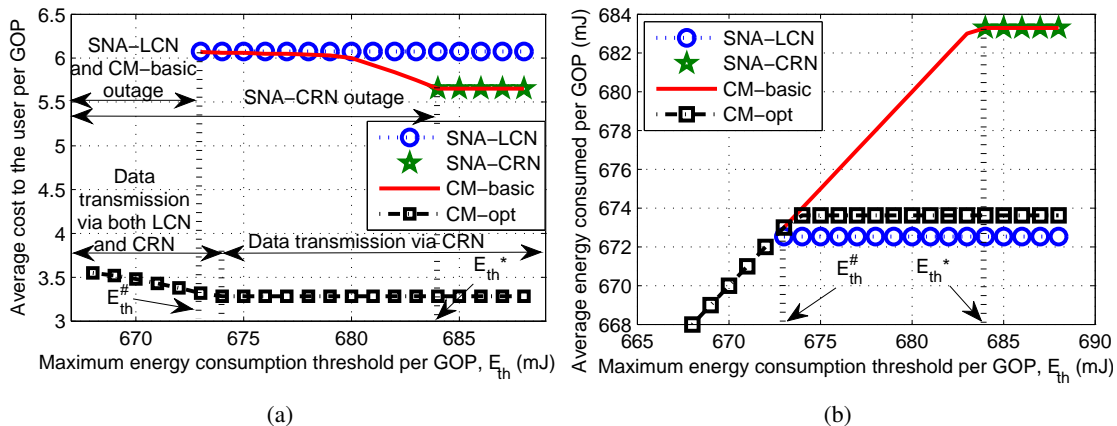 (a)
6.5
6
5.5
5
4.5
4
3.5
3
Average cost to the user per GOP
SNA−LCN
and CM−basic
outage
SNA−CRN outage
SNA−LCN
SNA−CRN
CM−basic
CM−opt
Data
transmission
via both LCN
and CRN
Data transmission via CRN
E_th^#
E_th^*
670 675 680 685
Maximum energy consumption threshold per GOP, E_th (mJ)
(a)
684
682
680
678
676
674
672
670
668
Average energy consumed per GOP (mJ)
SNA−LCN
SNA−CRN
CM−basic
CM−opt
E_th^#
E_th^*
665 670 675 680 685 690
Maximum energy consumption threshold per GOP, E_th (mJ)
(b)